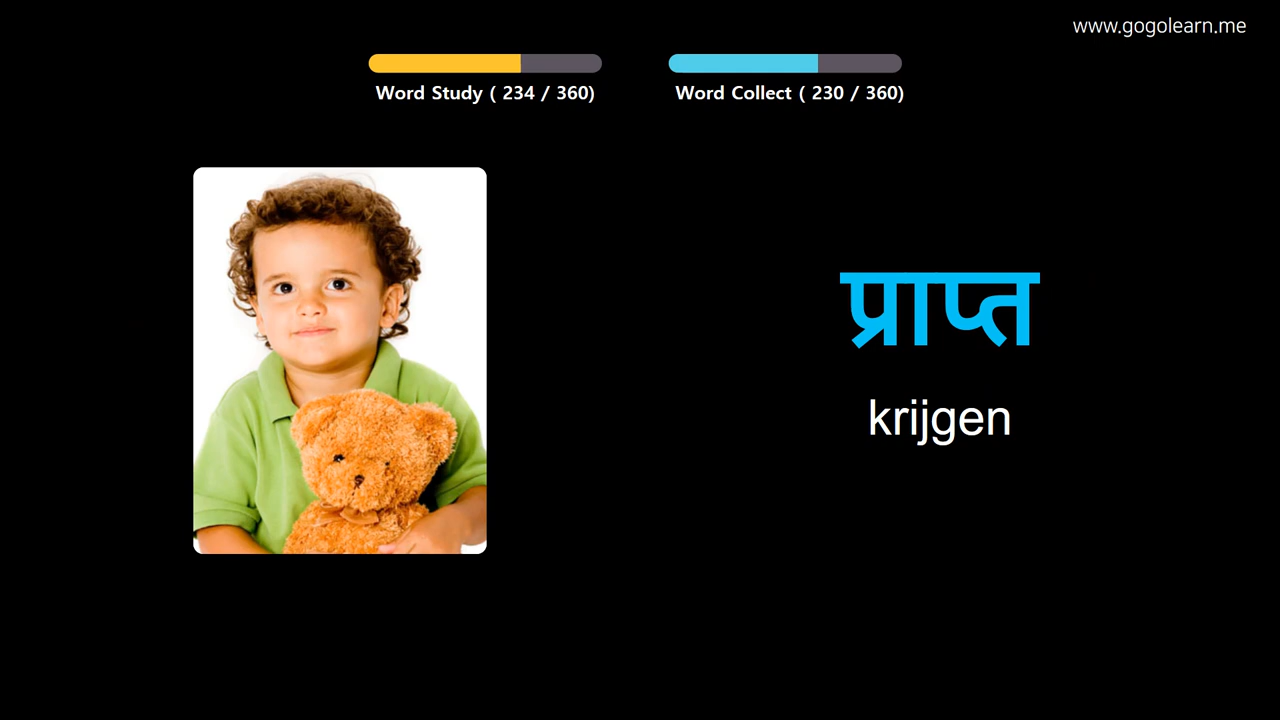 www.gogolearn.me
Word Study ( 234 / 360)
Word Collect ( 230 / 360)
प्राप्त
krijgen